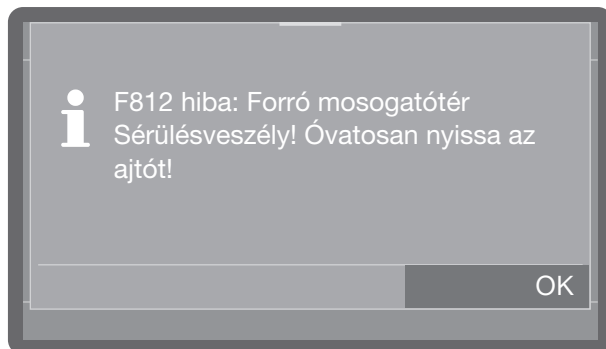 F812 hiba: Forró mosogatótér
Sérülésveszély! Óvatosan nyissa az
ajtót!
OK